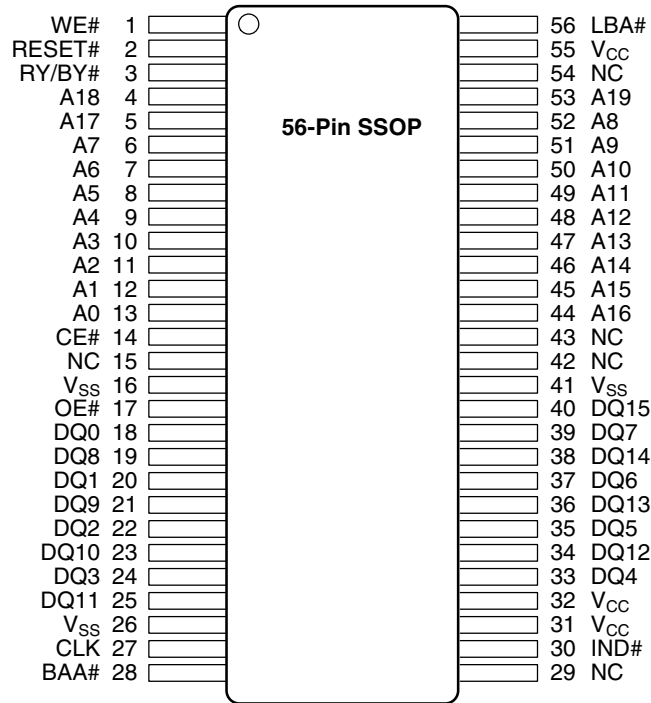 WE# 1 56 LBA#
RESET# 2 55 VCC
RY/BY# 3 54 NC
A18 4 53 A19
A17 5 56-Pin SSOP 52 A8
A7 6 51 A9
A6 7 50 A10
A5 8 49 A11
A4 9 48 A12
A3 10 47 A13
A2 11 46 A14
A1 12 45 A15
A0 13 44 A16
CE# 14 43 NC
NC 15 42 NC
VSS 16 41 VSS
OE# 17 40 DQ15
DQ0 18 39 DQ7
DQ8 19 38 DQ14
DQ1 20 37 DQ6
DQ9 21 36 DQ13
DQ2 22 35 DQ5
DQ10 23 34 DQ12
DQ3 24 33 DQ4
DQ11 25 32 VCC
VSS 26 31 VCC
CLK 27 30 IND#
BAA# 28 29 NC